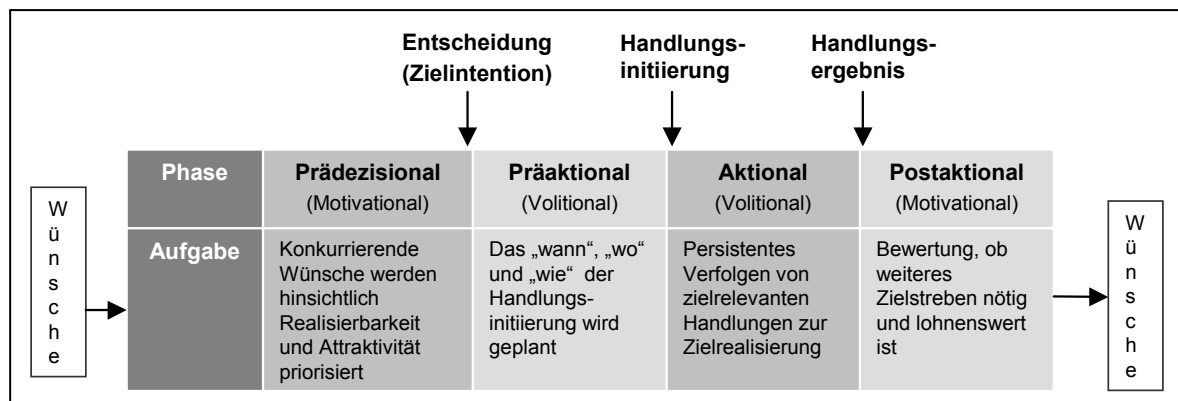 Entscheidung
(Zielintention)
Handlungs-
initiierung
Handlungs-
ergebnis
Phase
Prädezisional
(Motivational)
Präaktional
(Volitional)
Aktional
(Volitional)
Postaktional
(Motivational)
Wünsche
Aufgabe
Konkurrierende
Wünsche werden
hinsichtlich
Realisierbarkeit
und Attraktivität
priorisiert
Das „wann“, „wo“
und „wie“ der
Handlungs-
initiierung wird
geplant
Persistentes
Verfolgen von
zielrelevanten
Handlungen zur
Zielrealisierung
Bewertung, ob
weiteres
Zielstreben nötig
und lohnenswert
ist
Wünsche